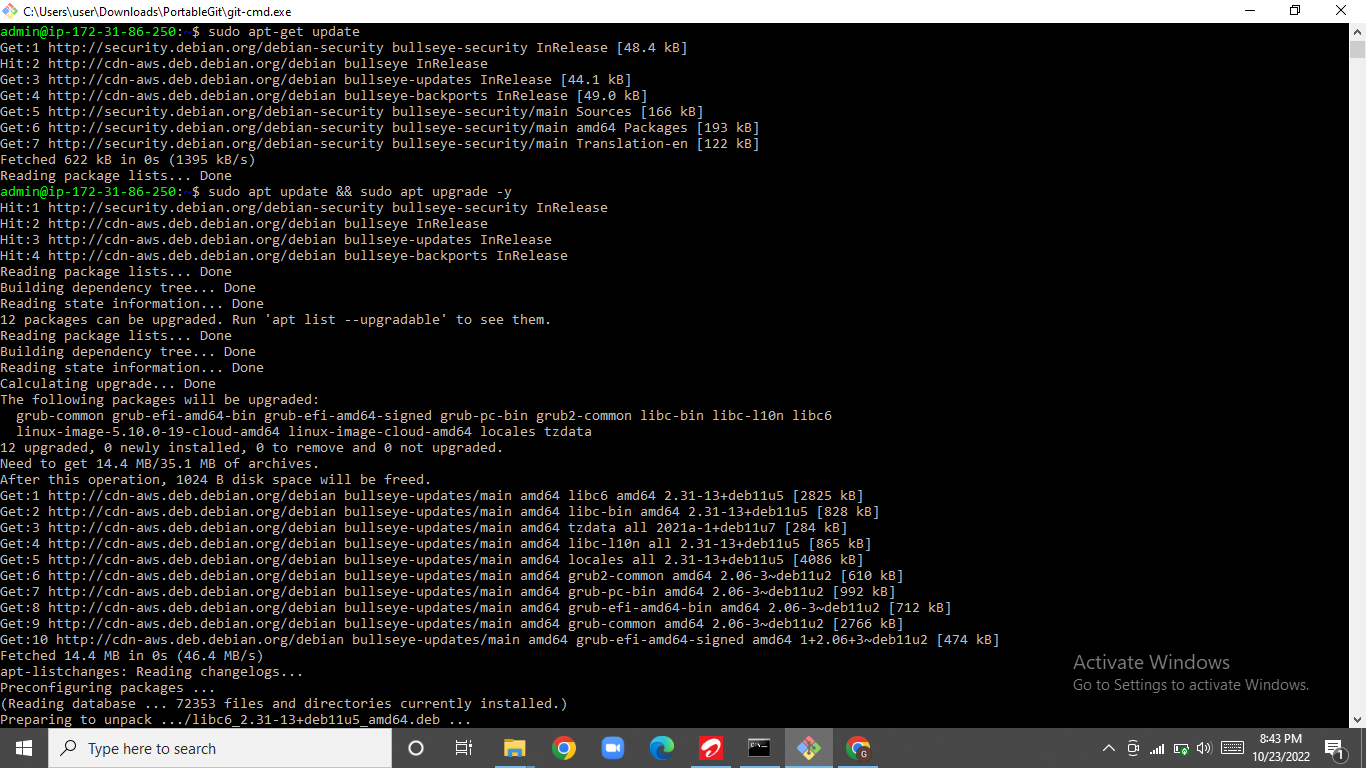 C:\Users\user\Downloads\PortableGit\git-cmd.exe
admin@ip-172-31-86-250:~$ sudo apt-get update
Get:1 http://security.debian.org/debian-security bullseye-security InRelease [48.4 kB]
Hit:2 http://cdn-aws.deb.debian.org/debian bullseye InRelease
Get:3 http://cdn-aws.deb.debian.org/debian bullseye-updates InRelease [44.1 kB]
Get:4 http://cdn-aws.deb.debian.org/debian bullseye-backports InRelease [49.0 kB]
Get:5 http://security.debian.org/debian-security bullseye-security/main Sources [166 kB]
Get:6 http://security.debian.org/debian-security bullseye-security/main amd64 Packages [193 kB]
Get:7 http://security.debian.org/debian-security bullseye-security/main Translation-en [122 kB]
Fetched 622 kB in 0s (1395 kB/s)
Reading package lists... Done
admin@ip-172-31-86-250:~$ sudo apt update && sudo apt upgrade -y
Hit:1 http://security.debian.org/debian-security bullseye-security InRelease
Hit:2 http://cdn-aws.deb.debian.org/debian bullseye InRelease
Hit:3 http://cdn-aws.deb.debian.org/debian bullseye-updates InRelease
Hit:4 http://cdn-aws.deb.debian.org/debian bullseye-backports InRelease
Reading package lists... Done
Building dependency tree... Done
Reading state information... Done
12 packages can be upgraded. Run 'apt list --upgradable' to see them.
Reading package lists... Done
Building dependency tree... Done
Reading state information... Done
Calculating upgrade... Done
The following packages will be upgraded:
grub-common grub-efi-amd64-bin grub-efi-amd64-signed grub-pc-bin grub2-common libc-bin libc-l10n libc6
linux-image-5.10.0-19-cloud-amd64 linux-image-cloud-amd64 locales tzdata
12 upgraded, 0 newly installed, 0 to remove and 0 not upgraded.
Need to get 14.4 MB/35.1 MB of archives.
After this operation, 1024 B disk space will be freed.
Get:1 http://cdn-aws.deb.debian.org/debian bullseye-updates/main amd64 libc6 amd64 2.31-13+deb11u5 [2825 kB]
Get:2 http://cdn-aws.deb.debian.org/debian bullseye-updates/main amd64 libc-bin amd64 2.31-13+deb11u5 [828 kB]
Get:3 http://cdn-aws.deb.debian.org/debian bullseye-updates/main amd64 tzdata all 2021a-1+deb11u7 [284 kB]
Get:4 http://cdn-aws.deb.debian.org/debian bullseye-updates/main amd64 libc-l10n all 2.31-13+deb11u5 [865 kB]
Get:5 http://cdn-aws.deb.debian.org/debian bullseye-updates/main amd64 locales all 2.31-13+deb11u5 [4086 kB]
Get:6 http://cdn-aws.deb.debian.org/debian bullseye-updates/main amd64 grub2-common amd64 2.06-3~deb11u2 [610 kB]
Get:7 http://cdn-aws.deb.debian.org/debian bullseye-updates/main amd64 grub-pc-bin amd64 2.06-3~deb11u2 [992 kB]
Get:8 http://cdn-aws.deb.debian.org/debian bullseye-updates/main amd64 grub-efi-amd64-bin amd64 2.06-3~deb11u2 [712 kB]
Get:9 http://cdn-aws.deb.debian.org/debian bullseye-updates/main amd64 grub-common amd64 2.06-3~deb11u2 [2766 kB]
Get:10 http://cdn-aws.deb.debian.org/debian bullseye-updates/main amd64 grub-efi-amd64-signed amd64 1+2.06+3~deb11u2 [474 kB]
Fetched 14.4 MB in 0s (46.4 MB/s)
apt-listchanges: Reading changelogs...
Preconfiguring packages ...
(Reading database ... 72353 files and directories currently installed.)
Preparing to unpack .../libc6_2.31-13+deb11u5_amd64.deb ...
Activate Windows
Go to Settings to activate Windows.
Type here to search
8:43 PM
10/23/2022
1